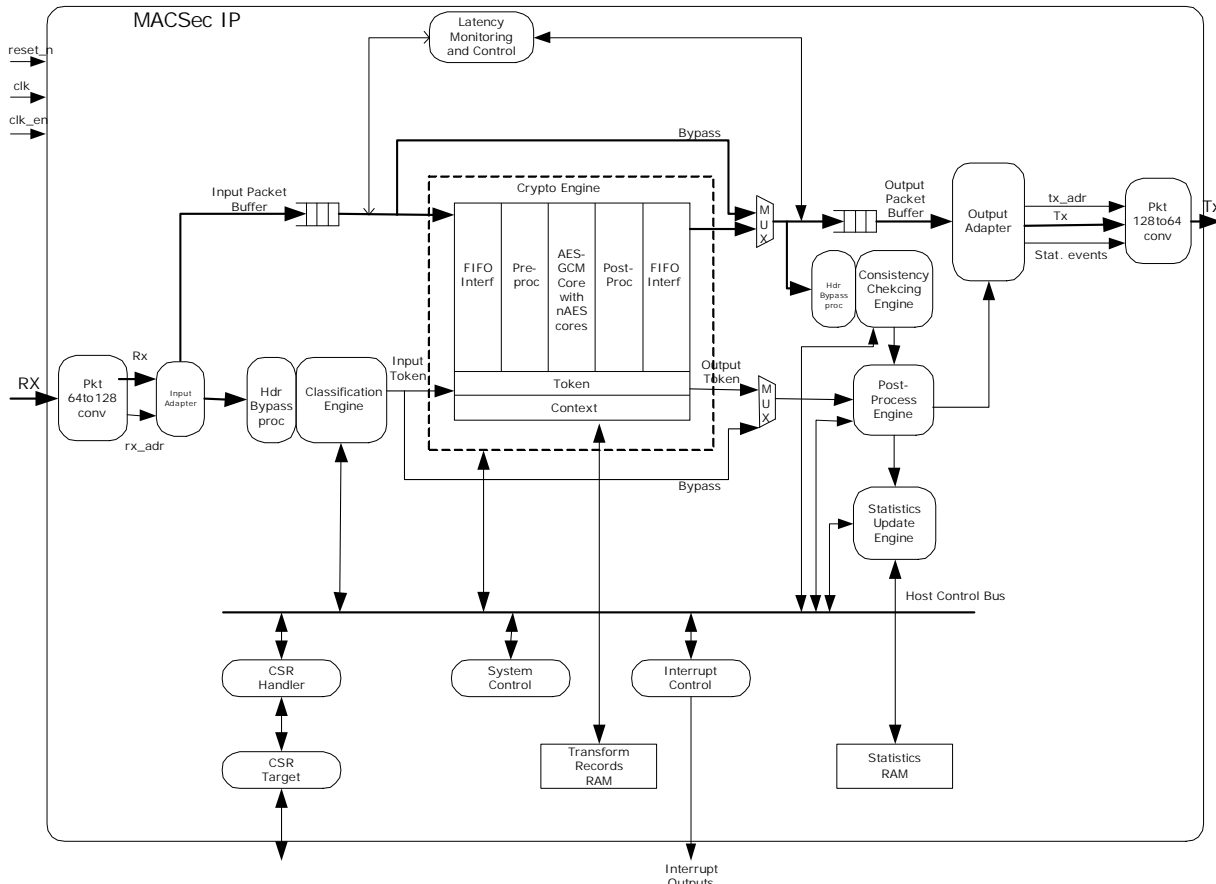 MACSec IP
reset_n
clk
clk_en
Latency
Monitoring
and Control
Bypass
Input Packet
Buffer
Crypto Engine
FIFO
Interf
Pre-
proc
AES-
GCM
Core
with
nAES
cores
Post-
Proc
FIFO
Interf
Token
Context
M
U
X
Output
Packet
Buffer
Output
Adapter
tx_adr
Tx
Stat. events
Pkt
128to64
conv
Tx
Hdr
Bypass
proc
Consistency
Chekcing
Engine
RX
Pkt
64to128
conv
Rx
rx_adr
Input
Adapter
Hdr
Bypass
proc
Classification
Engine
Input
Token
Output
Token
M
U
X
Bypass
Post-
Process
Engine
Statistics
Update
Engine
Host Control Bus
CSR
Handler
System
Control
Interrupt
Control
CSR
Target
Transform
Records
RAM
Statistics
RAM
Interrupt
Outputs